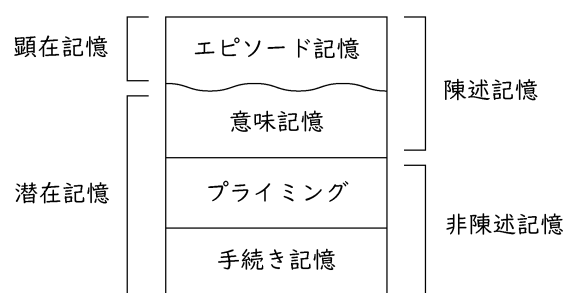 顕在記憶
エピソード記憶
陳述記憶
意味記憶
潜在記憶
プライミング
非陳述記憶
手続き記憶